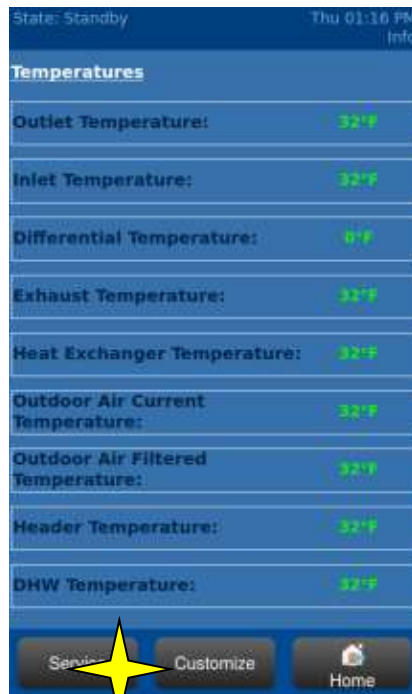 State: Standby
Thu 01:16 PM
Info
Temperatures
Outlet Temperature:
32°F
Inlet Temperature:
32°F
Differential Temperature:
0°F
Exhaust Temperature:
32°F
Heat Exchanger Temperature:
32°F
Outdoor Air Current
Temperature:
32°F
Outdoor Air Filtered
Temperature:
32°F
Header Temperature:
32°F
DHW Temperature:
32°F
Customize
Home